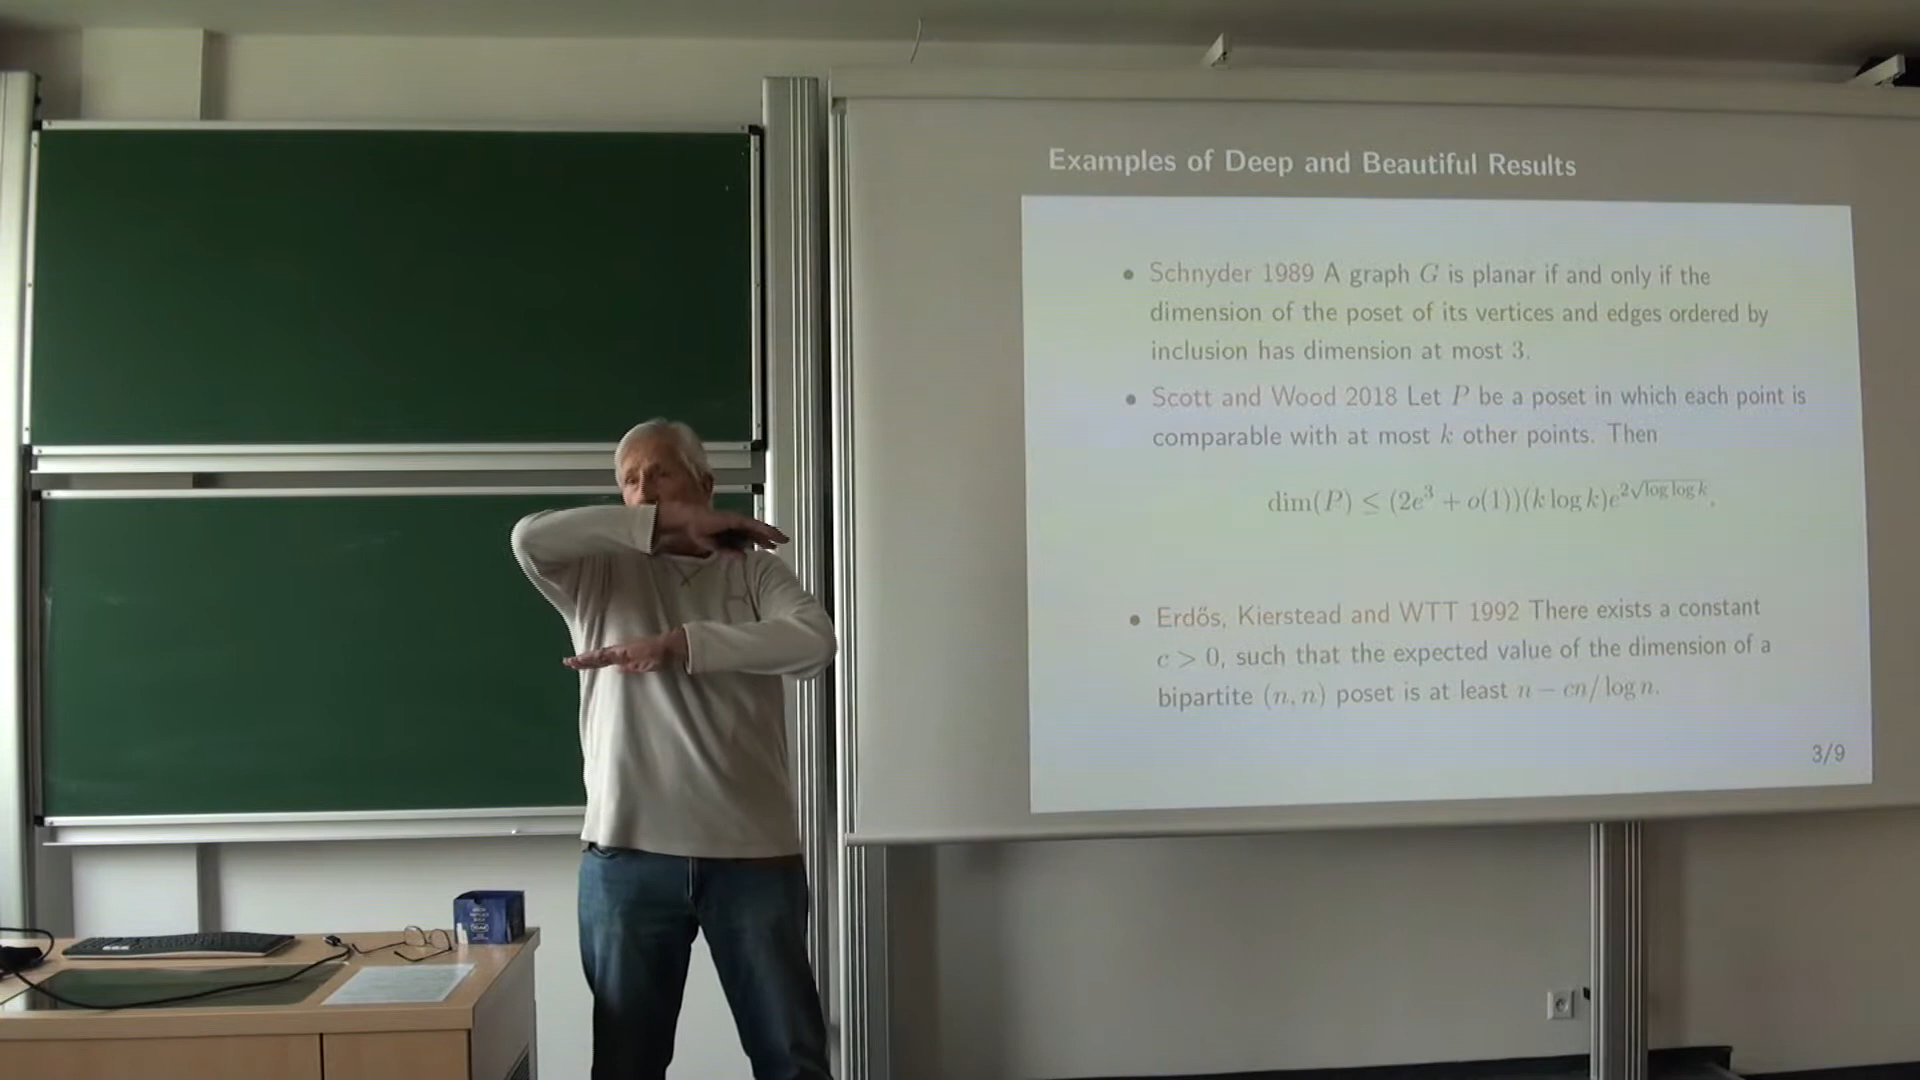 Examples of Deep and Beautiful Results
• Schnyder 1989 A graph G is planar if and only if the
dimension of the poset of its vertices and edges ordered by
inclusion has dimension at most 3.
• Scott and Wood 2018 Let P be a poset in which each point is
comparable with at most k other points. Then
dim(P) ≤ (2e³ + o(1))(k log k)e^{2√log log k}.
• Erdős, Kierstead and WTT 1992 There exists a constant
c > 0, such that the expected value of the dimension of a
bipartite (n, n) poset is at least n − cn/ log n.
3/9